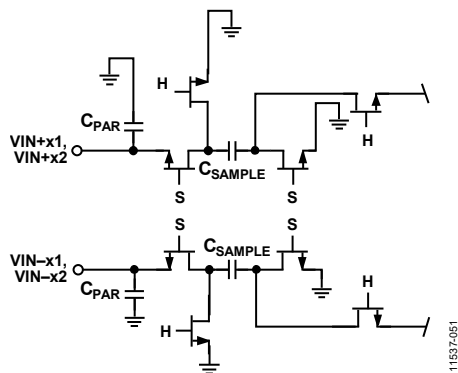 H
C_PAR
VIN+x1,
VIN+x2
C_SAMPLE
H
S
S
S
S
C_SAMPLE
VIN–x1,
VIN–x2
C_PAR
H
H
11537-051